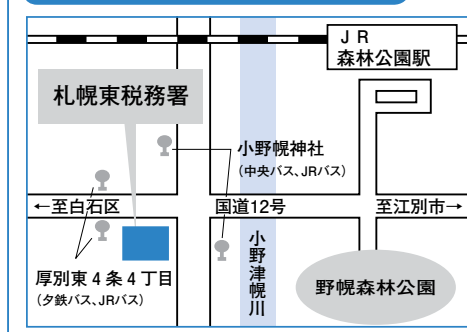 JR
森林公園駅
札幌東税務署
小野幌神社
(中央バス、JRバス)
←至白石区
国道12号
至江別市→
小野津幌川
厚別東4条4丁目
(夕鉄バス、JRバス)
野幌森林公園